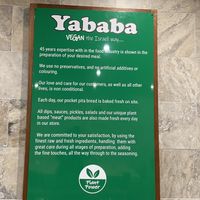 Yababa
VEGAN the Israeli way...
45 years expertise with in the food industry is shown in the
preparation of your desired meal.
We use no preservatives, and no artificial additives or
colouring.
Our love and care for our customers, as well as all other
lives, is non conditional.
Each day, our pocket pita bread is baked fresh on site.
All dips, sauces, pickles, salads and our unique plant
based "meat" products are also made fresh every day
in our store.
We are committed to your satisfaction, by using the
finest raw and fresh ingredients, handling them with
great care during all stages of preparation, adding
the fine touches, all the way through to the seasoning.
Plant
Power